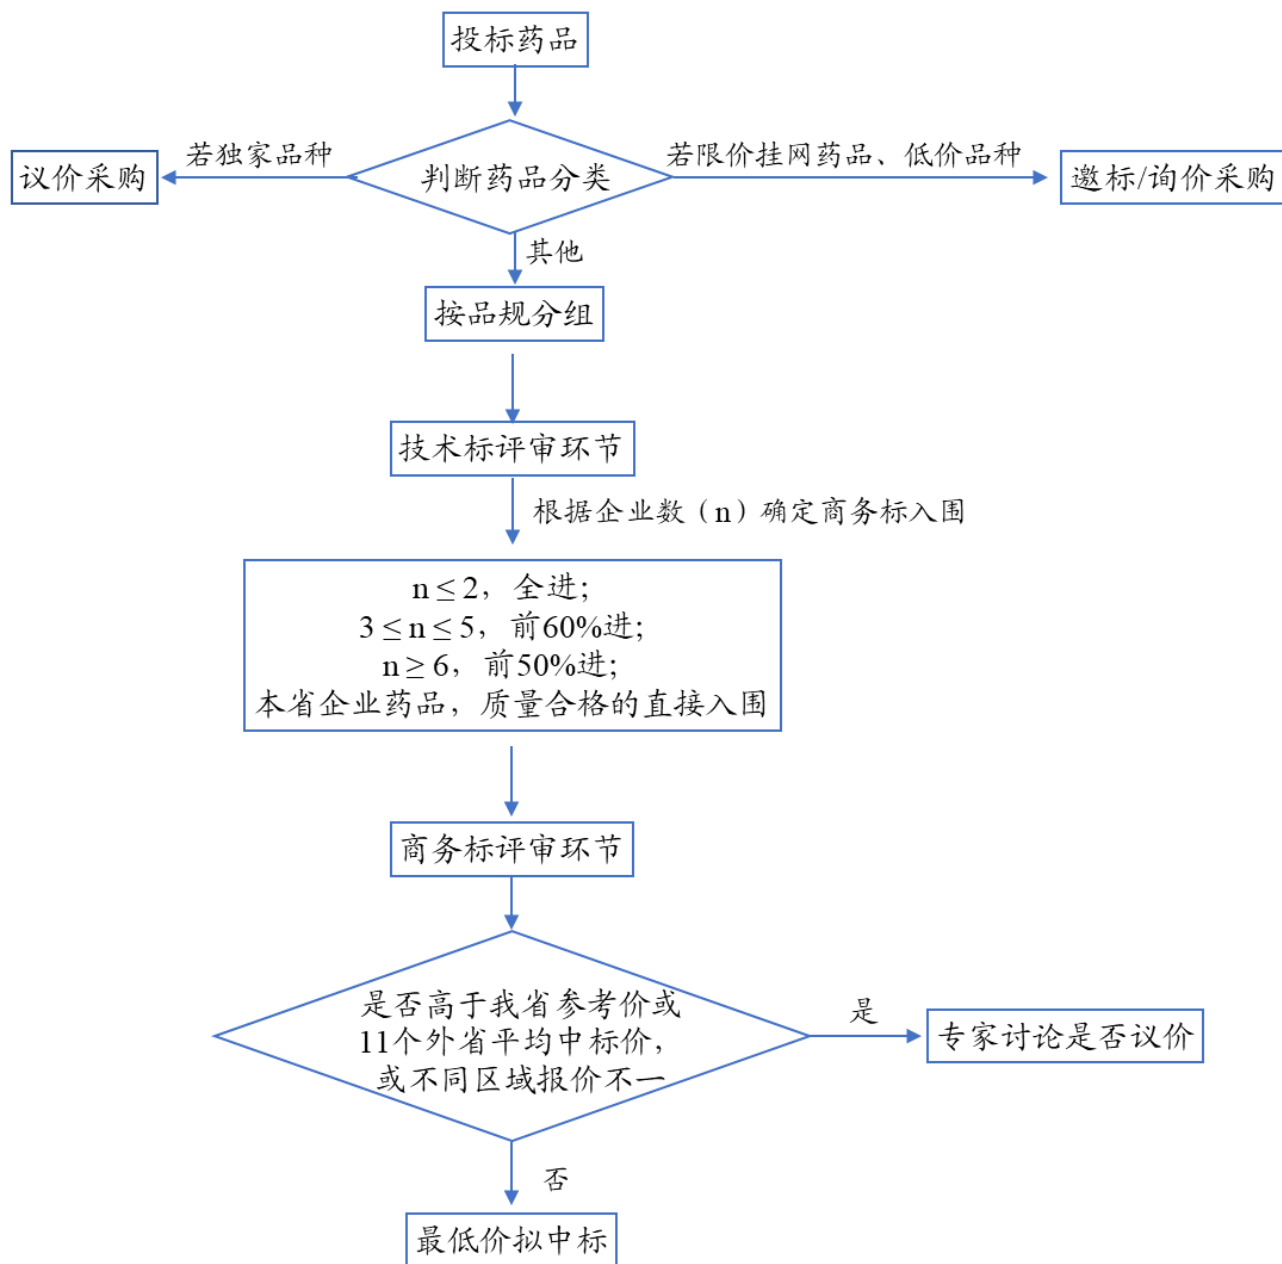 投标药品
若独家品种
若限价挂网药品、低价品种
议价采购
判断药品分类
邀标/询价采购
其他
按品规分组
技术标评审环节
根据企业数（n）确定商务标入围
n ≤ 2，全进；
3 ≤ n ≤ 5，前60%进；
n ≥ 6，前50%进；
本省企业药品，质量合格的直接入围
商务标评审环节
是否高于我省参考价或
11个外省平均中标价，
或不同区域报价不一
是
专家讨论是否议价
否
最低价拟中标